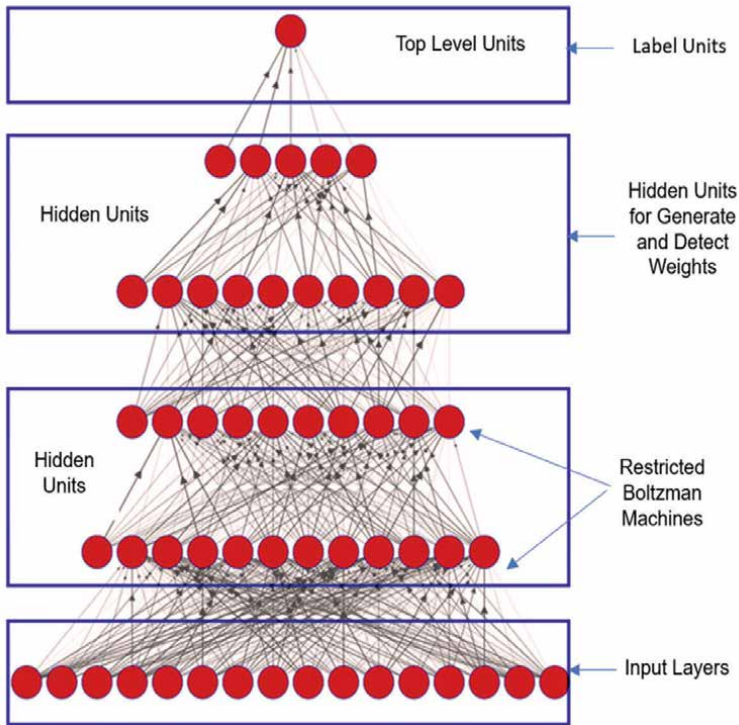 Top Level Units
Label Units
Hidden Units
Hidden Units
for Generate
and Detect
Weights
Hidden
Units
Restricted
Boltzman
Machines
Input Layers